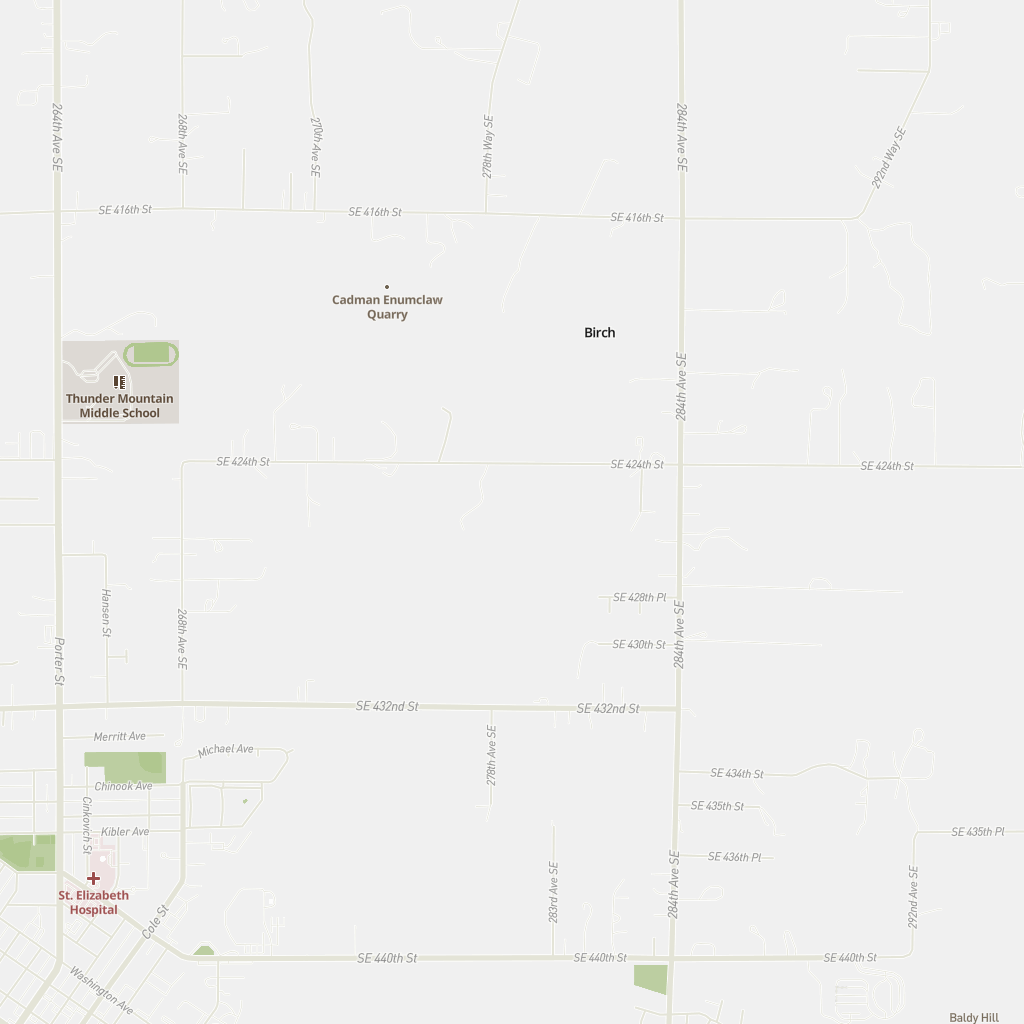 264th Ave SE
268th Ave SE
270th Ave SE
278th Way SE
284th Ave SE
292nd Way SE
SE 416th St
SE 416th St
SE 416th St
Cadman Enumclaw
Quarry
Birch
Thunder Mountain
Middle School
284th Ave SE
SE 424th St
SE 424th St
SE 424th St
Hansen St
268th Ave SE
Porter St
SE 428th Pl
284th Ave SE
SE 430th St
SE 432nd St
SE 432nd St
Merritt Ave
Michael Ave
278th Ave SE
SE 434th St
Chinook Ave
Cinkovich St
SE 435th St
Kibler Ave
SE 435th Pl
SE 436th Pl
St. Elizabeth
Hospital
283rd Ave SE
284th Ave SE
292nd Ave SE
Cole St
SE 440th St
SE 440th St
SE 440th St
Washington Ave
Baldy Hill